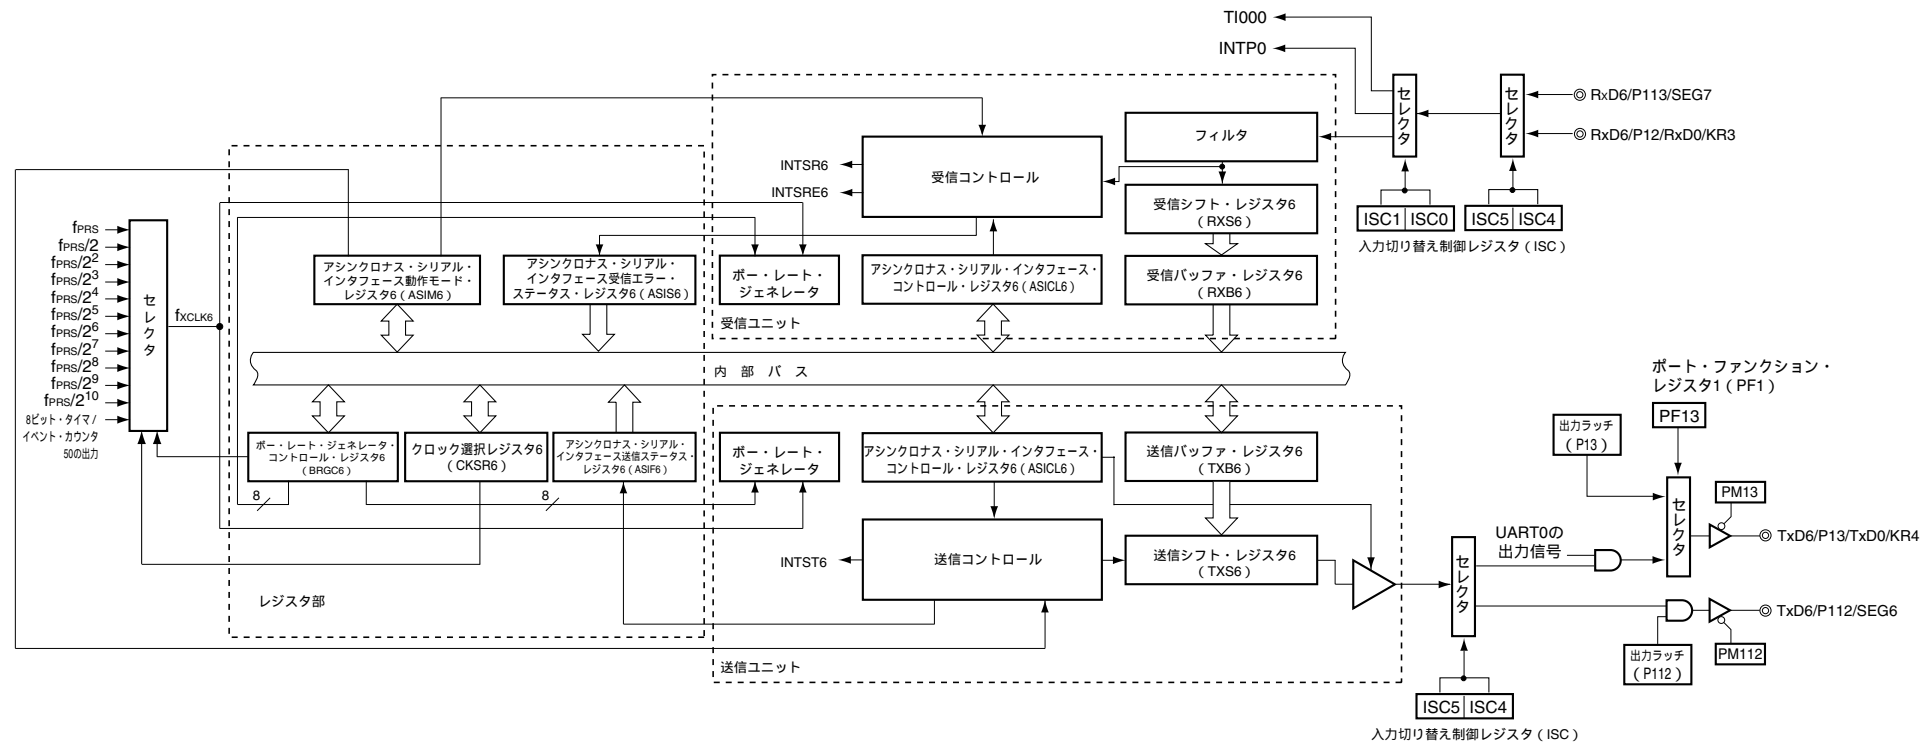 TI000
INTP0
セレクタ
セレクタ
RxD6/P113/SEG7
RxD6/P12/RxD0/KR3
ISC1 ISC0
ISC5 ISC4
入力切り替え制御レジスタ（ISC）
フィルタ
受信コントロール
INTSR6
INTSRE6
受信シフト・レジスタ6
（RXS6）
fPRS
fPRS/2
fPRS/2²
fPRS/2³
fPRS/2⁴
fPRS/2⁵
fPRS/2⁶
fPRS/2⁷
fPRS/2⁸
fPRS/2⁹
fPRS/2¹⁰
8ビット・タイマ/
イベント・カウンタ
50の出力
セレクタ
fXCLK6
アシンクロナス・シリアル・
インタフェース動作モード・
レジスタ6（ASIM6）
アシンクロナス・シリアル・
インタフェース受信エラー・
ステータス・レジスタ6（ASIS6）
ボー・レート・
ジェネレータ
アシンクロナス・シリアル・インタフェース・
コントロール・レジスタ6（ASICL6）
受信バッファ・レジスタ6
（RXB6）
受信ユニット
内 部 バ ス
ボー・レート・ジェネレータ・
コントロール・レジスタ6
（BRGC6）
クロック選択レジスタ6
（CKSR6）
アシンクロナス・シリアル・
インタフェース送信ステータス・
レジスタ6（ASIF6）
ボー・レート・
ジェネレータ
アシンクロナス・シリアル・インタフェース・
コントロール・レジスタ6（ASICL6）
送信バッファ・レジスタ6
（TXB6）
8
8
INTST6
送信コントロール
送信シフト・レジスタ6
（TXS6）
レジスタ部
送信ユニット
ポート・ファンクション・
レジスタ1（PF1）
PF13
出力ラッチ
（P13）
セレクタ
PM13
TxD6/P13/TxD0/KR4
UART0の
出力信号
セレクタ
TxD6/P112/SEG6
出力ラッチ
（P112）
PM112
ISC5 ISC4
入力切り替え制御レジスタ（ISC）